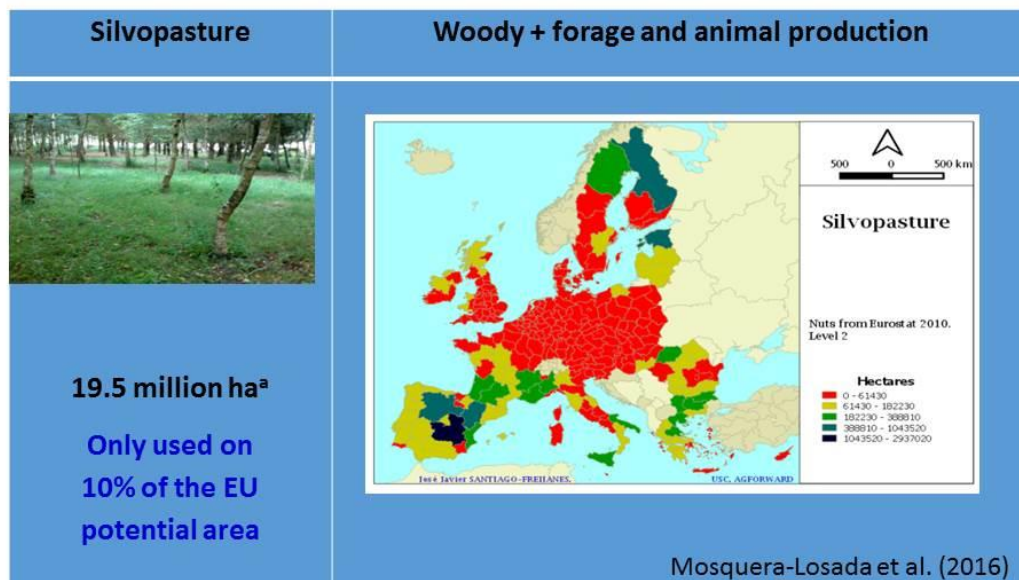 Silvopasture
Woody + forage and animal production
19.5 million haᵃ
Only used on
10% of the EU
potential area
500
500 km
Silvopasture
Nuts from Eurostat 2010.
Level 2
Hectares
0 - 61430
61430 - 182230
182230 - 388810
388810 - 1043520
1043520 - 2937020
José Javier SANTIAGO-FREIJANES.
USC, AGFORWARD
Mosquera-Losada et al. (2016)